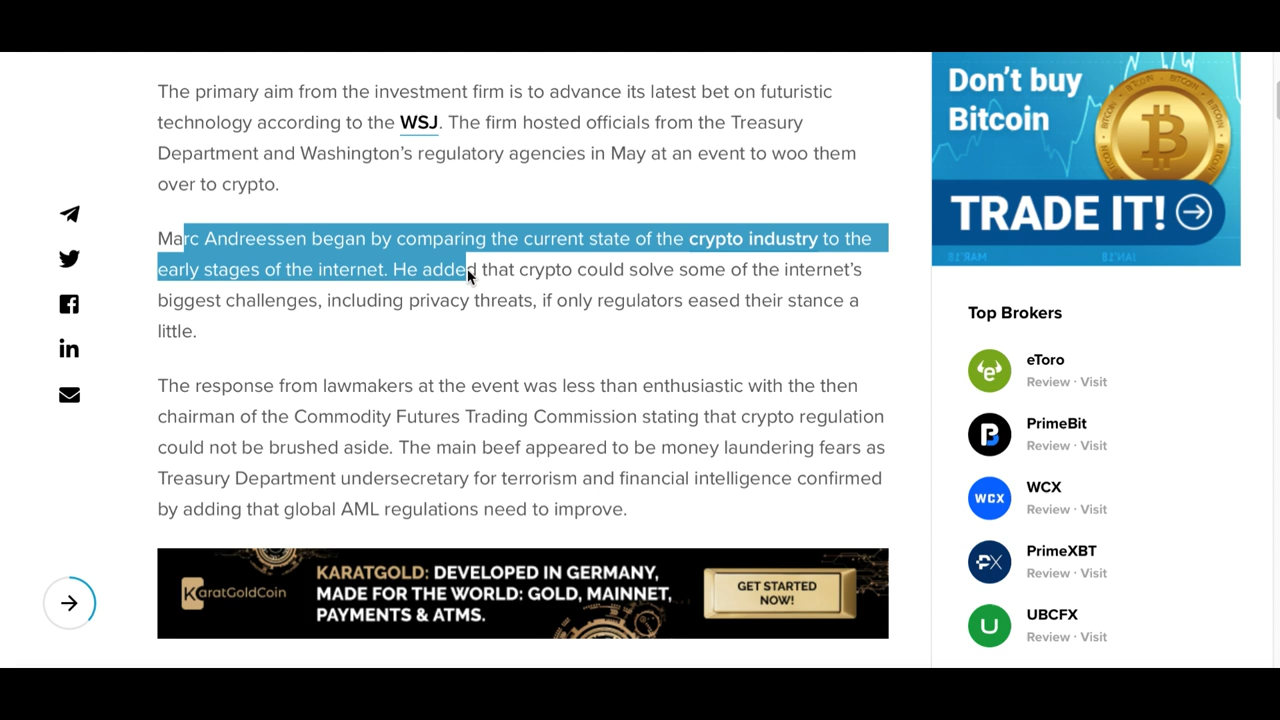 The primary aim from the investment firm is to advance its latest bet on futuristic
technology according to the WSJ. The firm hosted officials from the Treasury
Department and Washington’s regulatory agencies in May at an event to woo them
over to crypto.
Marc Andreessen began by comparing the current state of the crypto industry to the
early stages of the internet. He added that crypto could solve some of the internet’s
biggest challenges, including privacy threats, if only regulators eased their stance a
little.
The response from lawmakers at the event was less than enthusiastic with the then
chairman of the Commodity Futures Trading Commission stating that crypto regulation
could not be brushed aside. The main beef appeared to be money laundering fears as
Treasury Department undersecretary for terrorism and financial intelligence confirmed
by adding that global AML regulations need to improve.
KaratGoldCoin
KARATGOLD: DEVELOPED IN GERMANY,
MADE FOR THE WORLD: GOLD, MAINNET,
PAYMENTS & ATMS.
GET STARTED
NOW!
Don’t buy
Bitcoin
TRADE IT!
Top Brokers
eToro
Review · Visit
PrimeBit
Review · Visit
WCX
WCX
Review · Visit
PrimeXBT
Review · Visit
UBCFX
Review · Visit